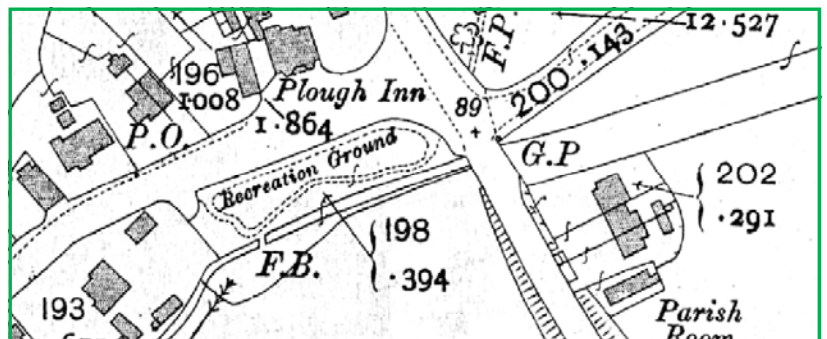 12·527
F.P.
200
·143
196
1·008
Plough Inn
89
P.O.
1·864
G.P
Recreation Ground
202
·291
198
·394
F.B.
193
Parish
Room